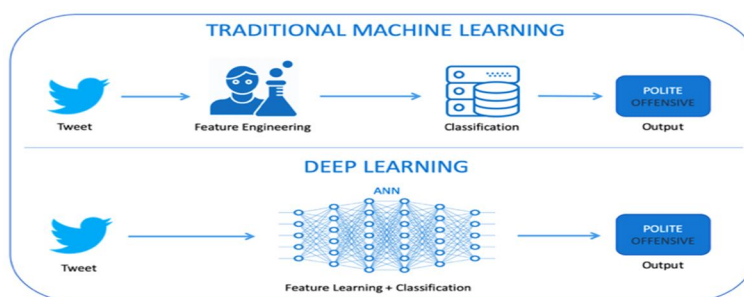 TRADITIONAL MACHINE LEARNING
POLITE
OFFENSIVE
Tweet
Feature Engineering
Classification
Output
DEEP LEARNING
ANN
POLITE
OFFENSIVE
Tweet
Output
Feature Learning + Classification